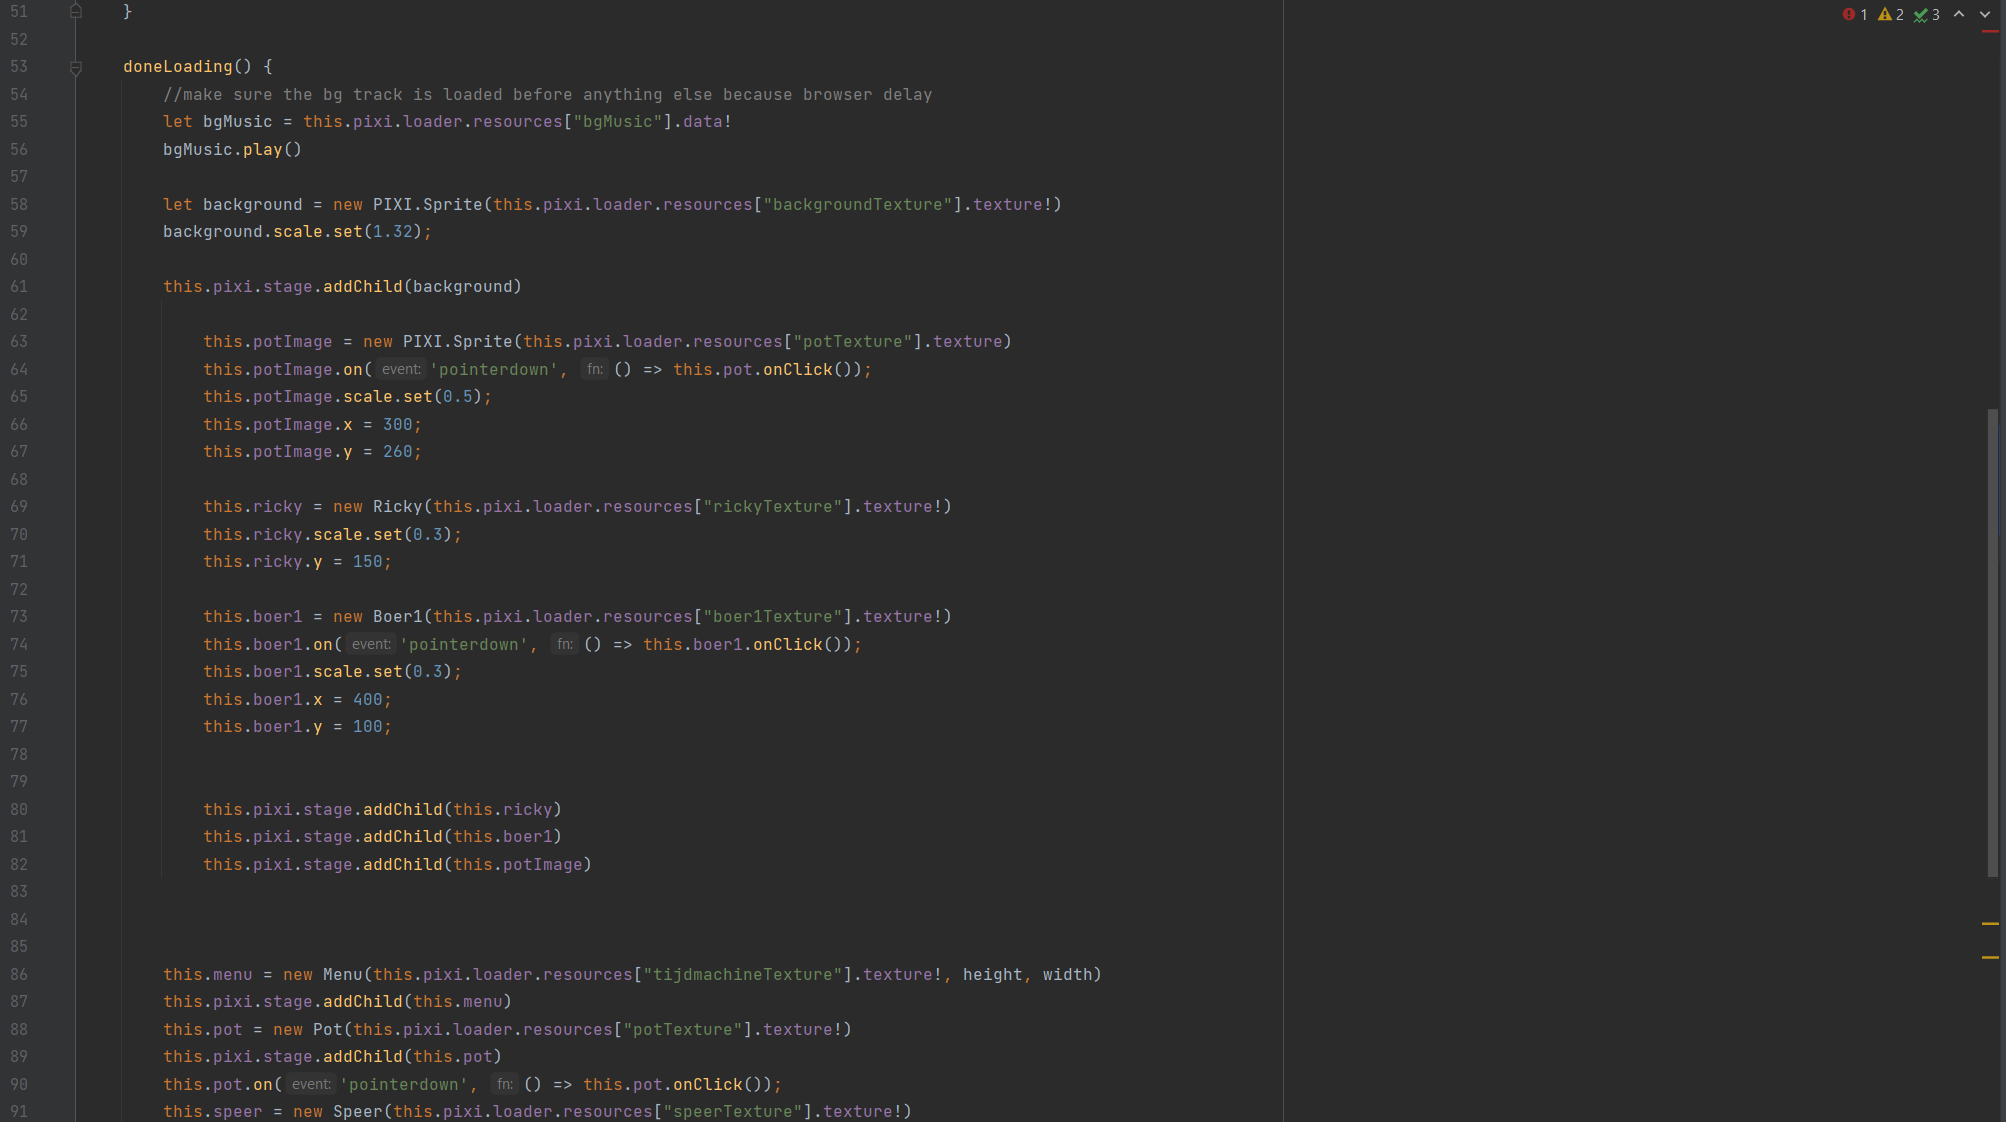 1 2 3
51 }
52
53 doneLoading() {
54 //make sure the bg track is loaded before anything else because browser delay
55 let bgMusic = this.pixi.loader.resources["bgMusic"].data!
56 bgMusic.play()
57
58 let background = new PIXI.Sprite(this.pixi.loader.resources["backgroundTexture"].texture!)
59 background.scale.set(1.32);
60
61 this.pixi.stage.addChild(background)
62
63 this.potImage = new PIXI.Sprite(this.pixi.loader.resources["potTexture"].texture)
64 this.potImage.on( event: 'pointerdown', fn: () => this.pot.onClick());
65 this.potImage.scale.set(0.5);
66 this.potImage.x = 300;
67 this.potImage.y = 260;
68
69 this.ricky = new Ricky(this.pixi.loader.resources["rickyTexture"].texture!)
70 this.ricky.scale.set(0.3);
71 this.ricky.y = 150;
72
73 this.boer1 = new Boer1(this.pixi.loader.resources["boer1Texture"].texture!)
74 this.boer1.on( event: 'pointerdown', fn: () => this.boer1.onClick());
75 this.boer1.scale.set(0.3);
76 this.boer1.x = 400;
77 this.boer1.y = 100;
78
79
80 this.pixi.stage.addChild(this.ricky)
81 this.pixi.stage.addChild(this.boer1)
82 this.pixi.stage.addChild(this.potImage)
83
84
85
86 this.menu = new Menu(this.pixi.loader.resources["tijdmachineTexture"].texture!, height, width)
87 this.pixi.stage.addChild(this.menu)
88 this.pot = new Pot(this.pixi.loader.resources["potTexture"].texture!)
89 this.pixi.stage.addChild(this.pot)
90 this.pot.on( event: 'pointerdown', fn: () => this.pot.onClick());
91 this.speer = new Speer(this.pixi.loader.resources["speerTexture"].texture!)